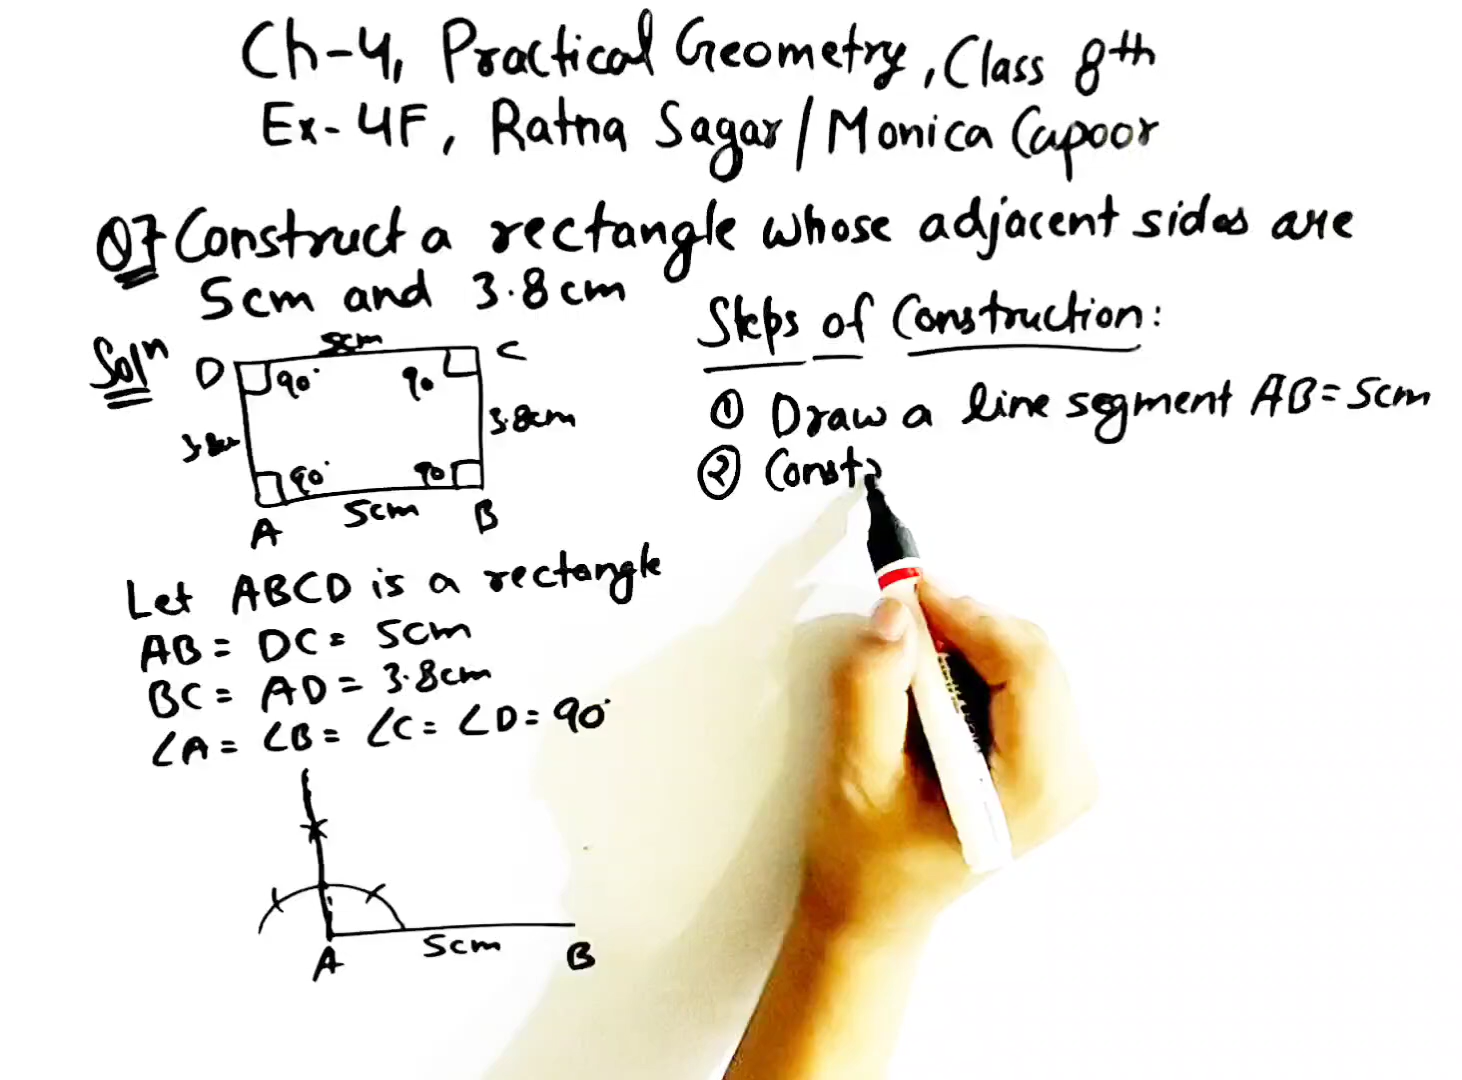 Ch-4, Practical Geometry, Class 8th
Ex-4F, Ratna Sagar/Monica Capoor
Q7 Construct a rectangle whose adjacent sides are
5cm and 3.8cm
Soln
D 5cm C
90° 90
3.8cm
90° 90
A 5cm B
Let ABCD is a rectangle
AB = DC = 5cm
BC = AD = 3.8cm
∠A = ∠B = ∠C = ∠D = 90°
A 5cm B
Steps of Construction:
① Draw a line segment AB = 5cm
② Constr